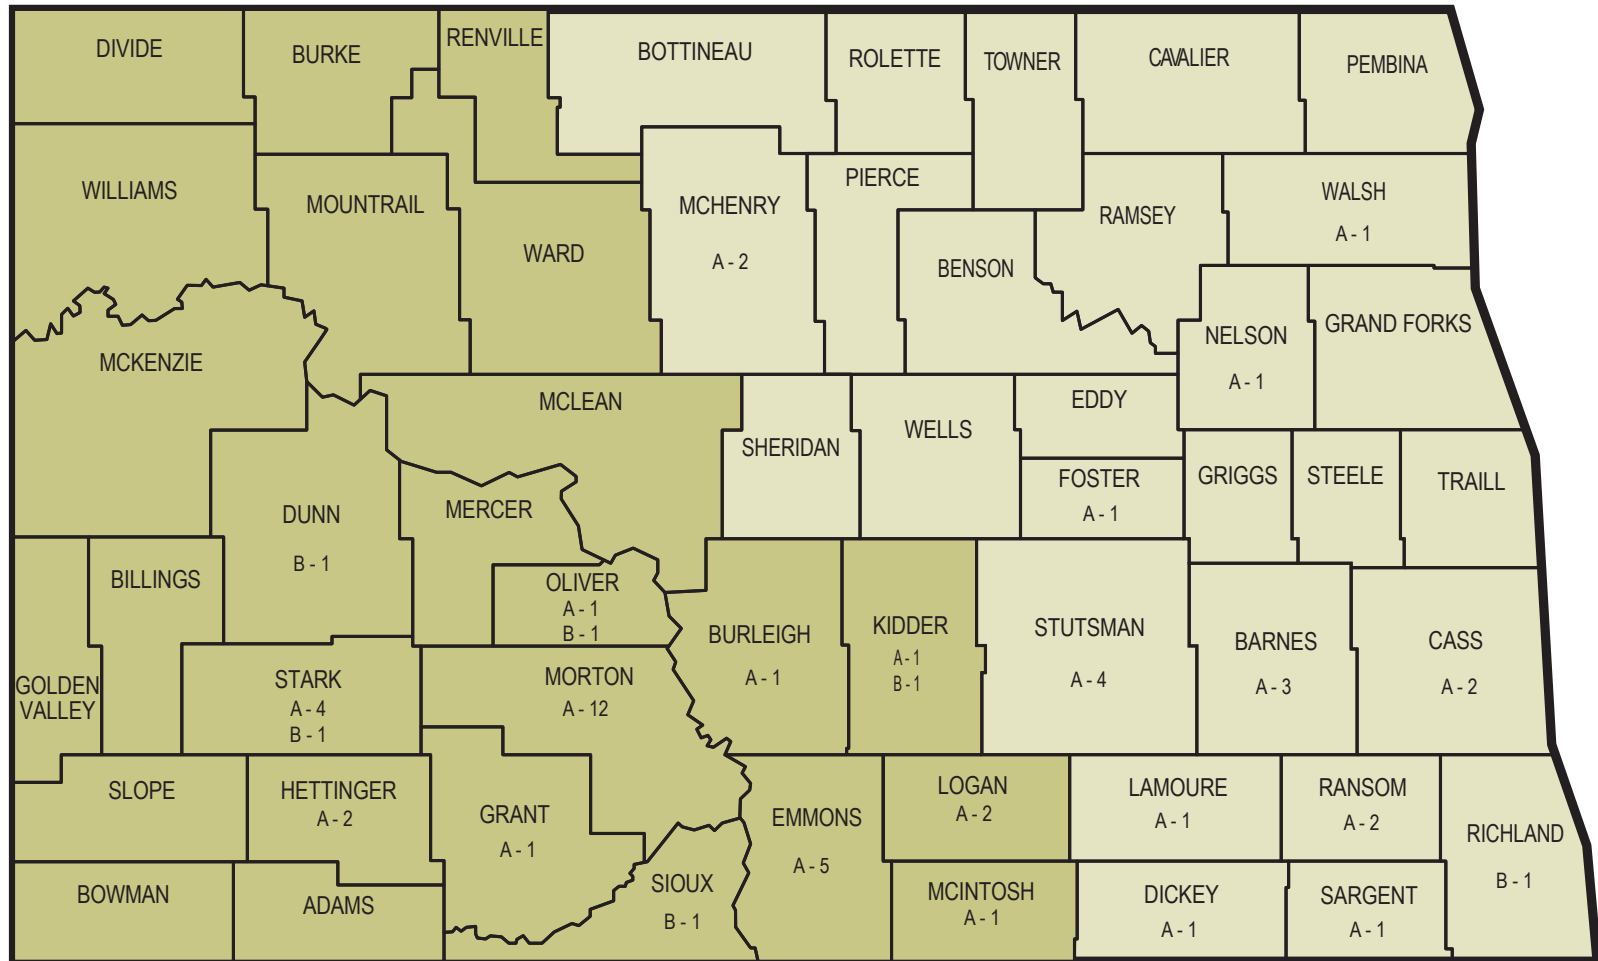 DIVIDE
BURKE
RENVILLE
BOTTINEAU
ROLETTE
TOWNER
CAVALIER
PEMBINA
WILLIAMS
MOUNTRAIL
WARD
MCHENRY
A - 2
PIERCE
BENSON
RAMSEY
WALSH
A - 1
MCKENZIE
NELSON
A - 1
GRAND FORKS
MCLEAN
SHERIDAN
WELLS
EDDY
FOSTER
A - 1
GRIGGS
STEELE
TRAILL
DUNN
B - 1
MERCER
OLIVER
A - 1
B - 1
BILLINGS
GOLDEN
VALLEY
STARK
A - 4
B - 1
MORTON
A - 12
BURLEIGH
A - 1
KIDDER
A - 1
B - 1
STUTSMAN
A - 4
BARNES
A - 3
CASS
A - 2
SLOPE
HETTINGER
A - 2
GRANT
A - 1
EMMONS
A - 5
LOGAN
A - 2
LAMOURE
A - 1
RANSOM
A - 2
RICHLAND
B - 1
BOWMAN
ADAMS
SIOUX
B - 1
MCINTOSH
A - 1
DICKEY
A - 1
SARGENT
A - 1